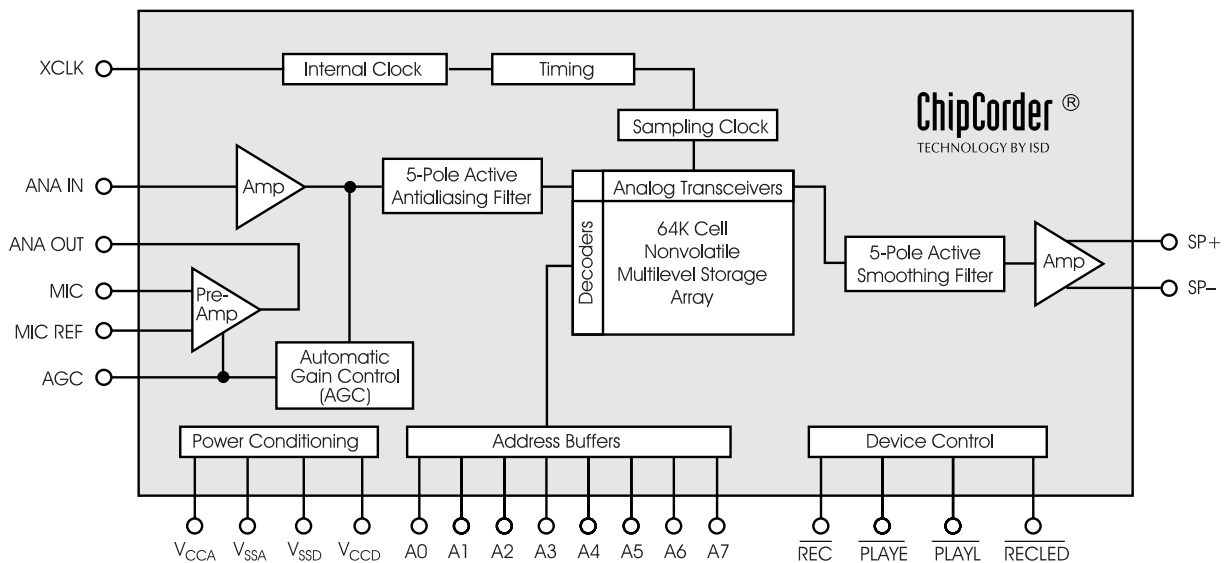 XCLK
Internal Clock
Timing
Sampling Clock
ChipCorder ®
TECHNOLOGY BY ISD
ANA IN
Amp
5-Pole Active
Antialiasing Filter
Analog Transceivers
Decoders
64K Cell
Nonvolatile
Multilevel Storage
Array
5-Pole Active
Smoothing Filter
Amp
SP+
SP–
ANA OUT
MIC
Pre-
Amp
MIC REF
AGC
Automatic
Gain Control
(AGC)
Power Conditioning
Address Buffers
Device Control
VCCA
VSSA
VSSD
VCCD
A0
A1
A2
A3
A4
A5
A6
A7
REC
PLAYE
PLAYL
RECLED